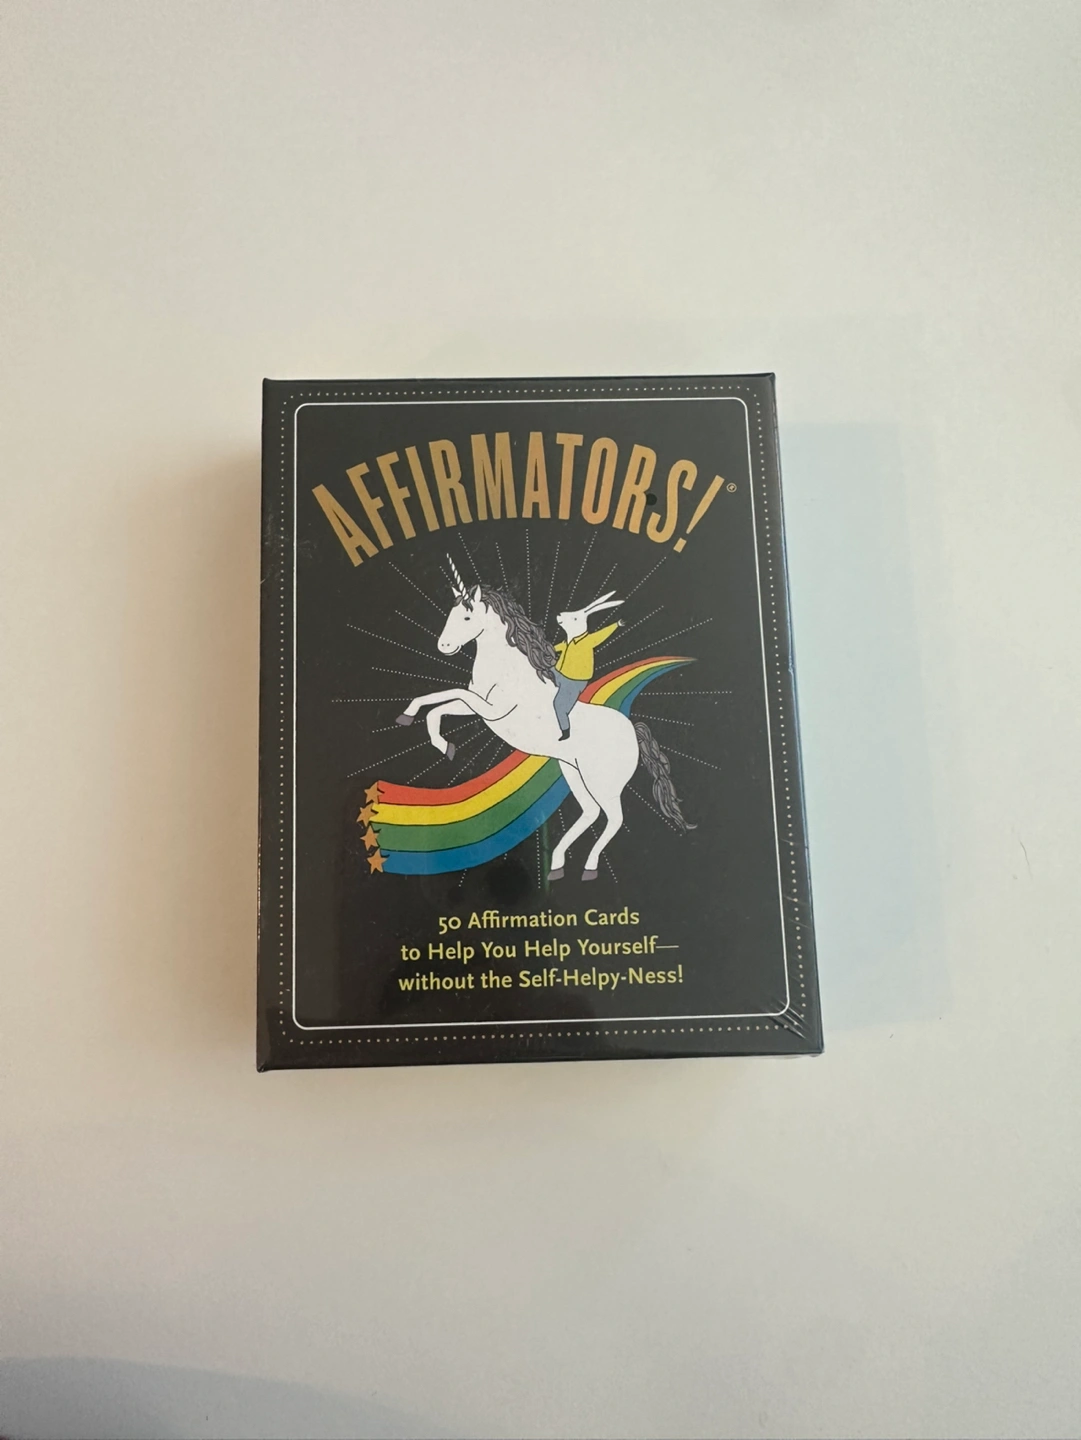 AFFIRMATORS!®
50 Affirmation Cards
to Help You Help Yourself—
without the Self-Helpy-Ness!